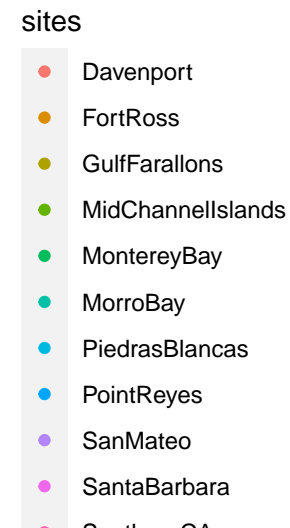 sites
Davenport
FortRoss
GulfFarallons
MidChannelIslands
MontereyBay
MorroBay
PiedrasBlancas
PointReyes
SanMateo
SantaBarbara